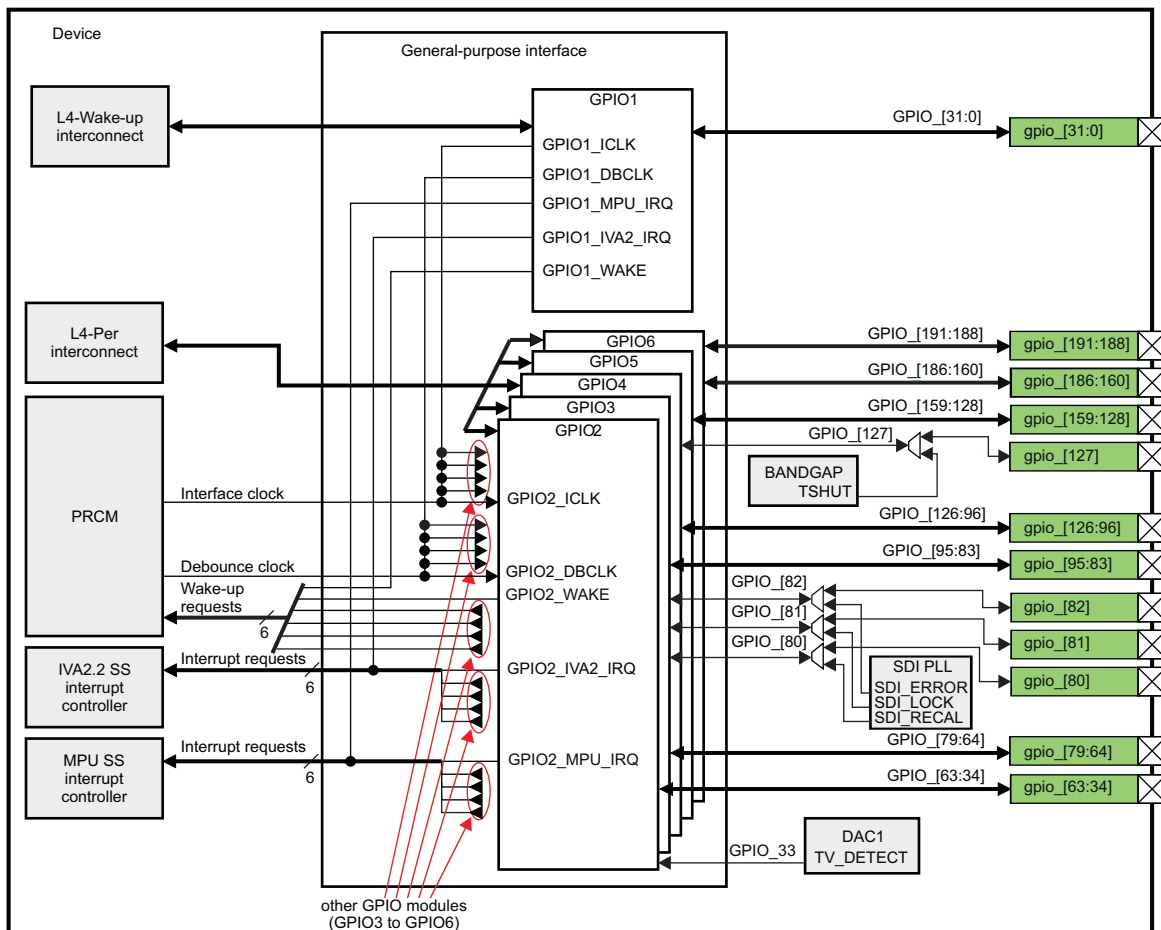 Device
General-purpose interface
L4-Wake-up
interconnect
GPIO1
GPIO1_ICLK
GPIO1_DBCLK
GPIO1_MPU_IRQ
GPIO1_IVA2_IRQ
GPIO1_WAKE
GPIO_[31:0]
gpio_[31:0]
L4-Per
interconnect
GPIO6
GPIO5
GPIO4
GPIO3
GPIO2
GPIO_[191:188]
gpio_[191:188]
GPIO_[186:160]
gpio_[186:160]
GPIO_[159:128]
gpio_[159:128]
GPIO_[127]
gpio_[127]
BANDGAP
TSHUT
PRCM
Interface clock
GPIO2_ICLK
GPIO_[126:96]
gpio_[126:96]
GPIO_[95:83]
gpio_[95:83]
Debounce clock
GPIO2_DBCLK
Wake-up
requests
6
GPIO2_WAKE
GPIO_[82]
gpio_[82]
GPIO_[81]
gpio_[81]
GPIO_[80]
gpio_[80]
SDI PLL
SDI_ERROR
SDI_LOCK
SDI_RECAL
IVA2.2 SS
interrupt
controller
Interrupt requests
6
GPIO2_IVA2_IRQ
MPU SS
interrupt
controller
Interrupt requests
6
GPIO2_MPU_IRQ
GPIO_[79:64]
gpio_[79:64]
GPIO_[63:34]
gpio_[63:34]
GPIO_33
DAC1
TV_DETECT
other GPIO modules
(GPIO3 to GPIO6)